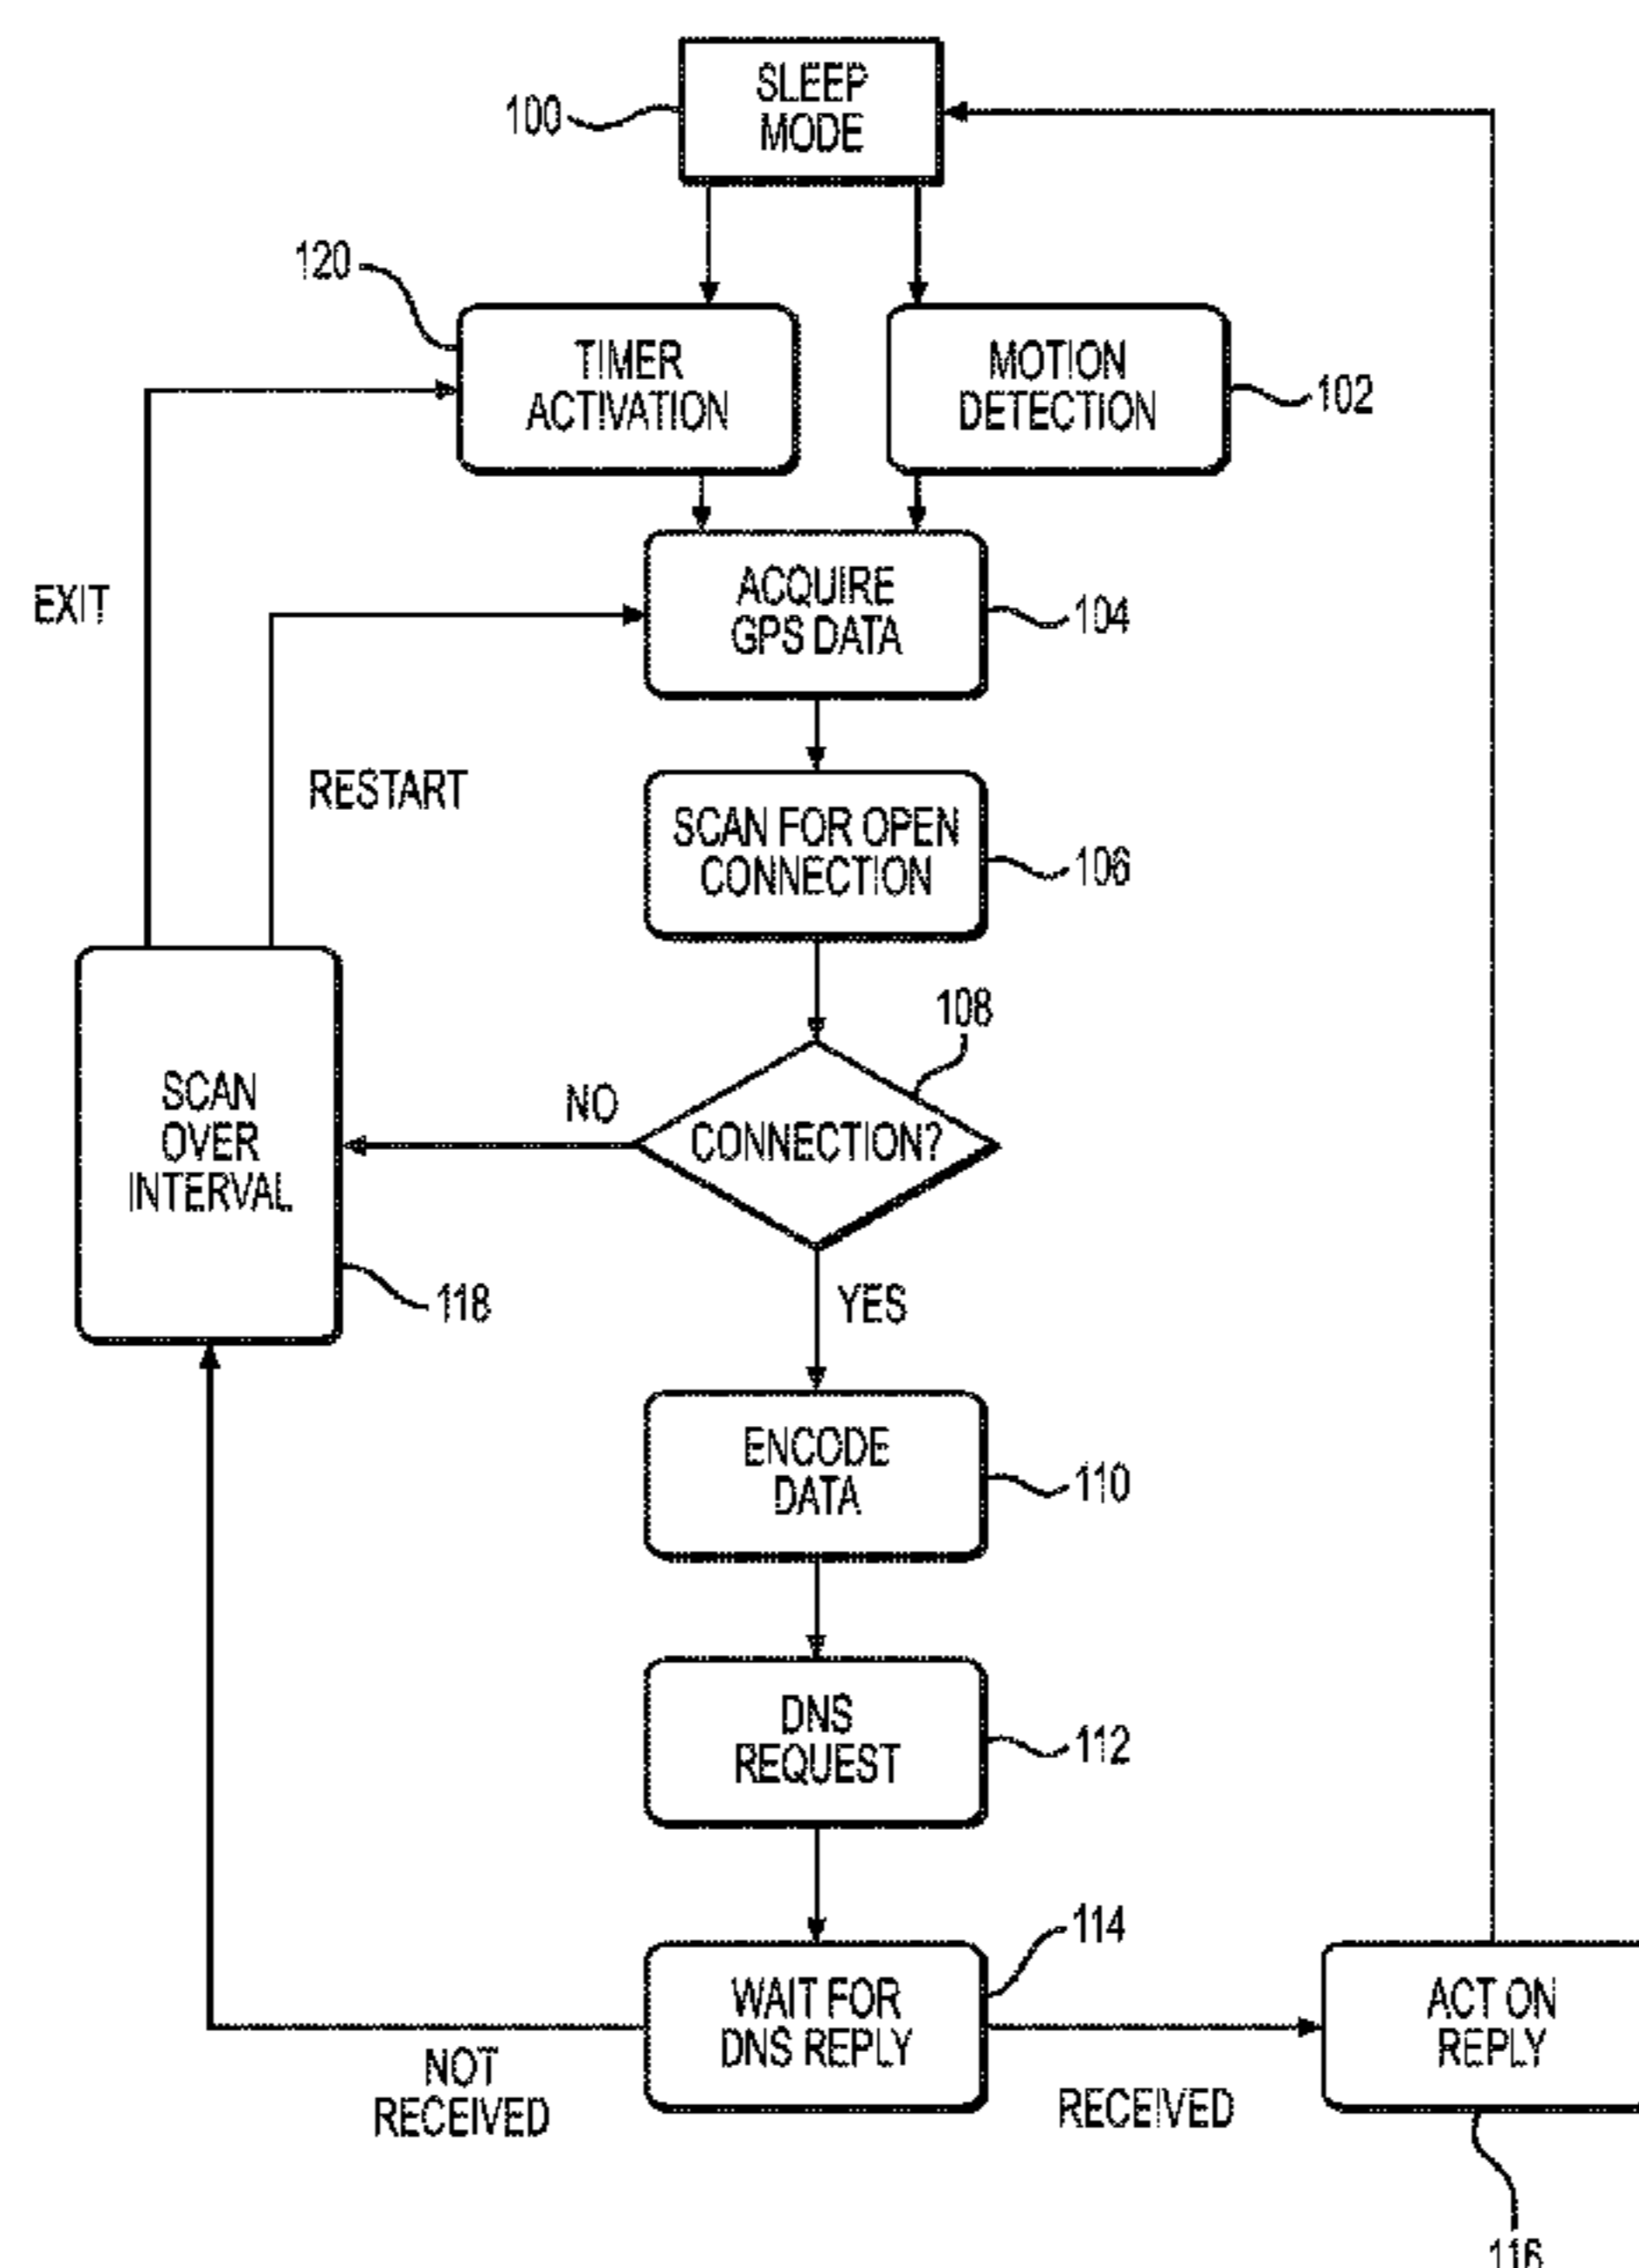 SLEEP
MODE
100
120
TIMER
ACTIVATION
MOTION
DETECTION
102
EXIT
ACQUIRE
GPS DATA
104
RESTART
SCAN FOR OPEN
CONNECTION
106
108
NO
CONNECTION?
SCAN
OVER
INTERVAL
118
YES
ENCODE
DATA
110
DNS
REQUEST
112
114
WAIT FOR
DNS REPLY
ACT ON
REPLY
NOT
RECEIVED
RECEIVED
116